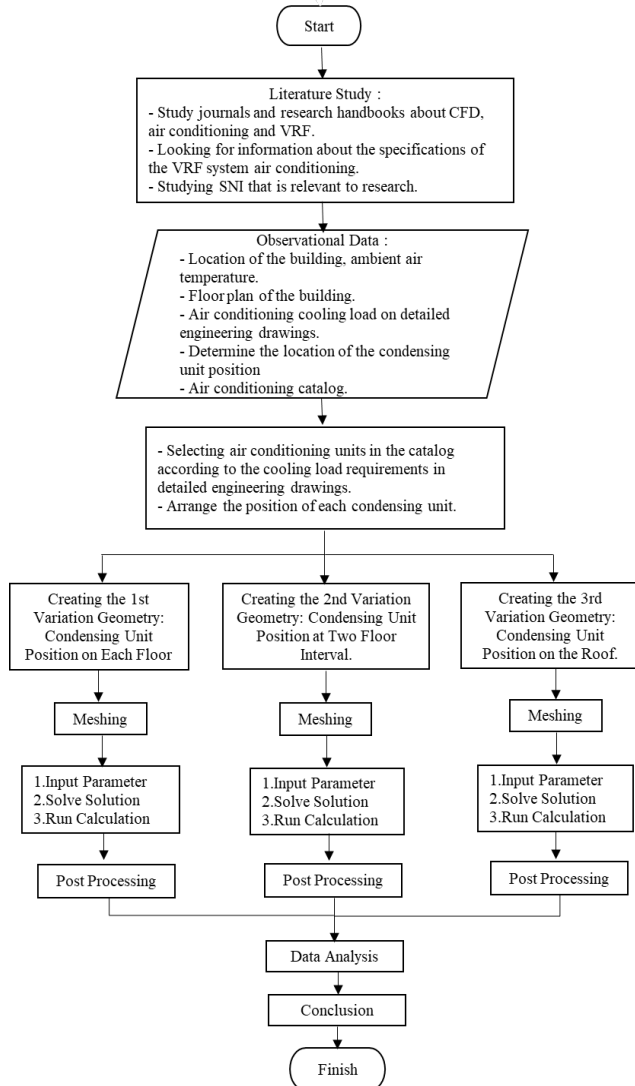 Start
Literature Study :
- Study journals and research handbooks about CFD,
air conditioning and VRF.
- Looking for information about the specifications of
the VRF system air conditioning.
- Studying SNI that is relevant to research.
Observational Data :
- Location of the building, ambient air
temperature.
- Floor plan of the building.
- Air conditioning cooling load on detailed
engineering drawings.
- Determine the location of the condensing
unit position
- Air conditioning catalog.
- Selecting air conditioning units in the catalog
according to the cooling load requirements in
detailed engineering drawings.
- Arrange the position of each condensing unit.
Creating the 1st
Variation Geometry:
Condensing Unit
Position on Each Floor
Creating the 2nd Variation
Geometry: Condensing Unit
Position at Two Floor
Interval.
Creating the 3rd
Variation Geometry:
Condensing Unit
Position on the Roof.
Meshing
Meshing
Meshing
1.Input Parameter
2.Solve Solution
3.Run Calculation
1.Input Parameter
2.Solve Solution
3.Run Calculation
1.Input Parameter
2.Solve Solution
3.Run Calculation
Post Processing
Post Processing
Post Processing
Data Analysis
Conclusion
Finish